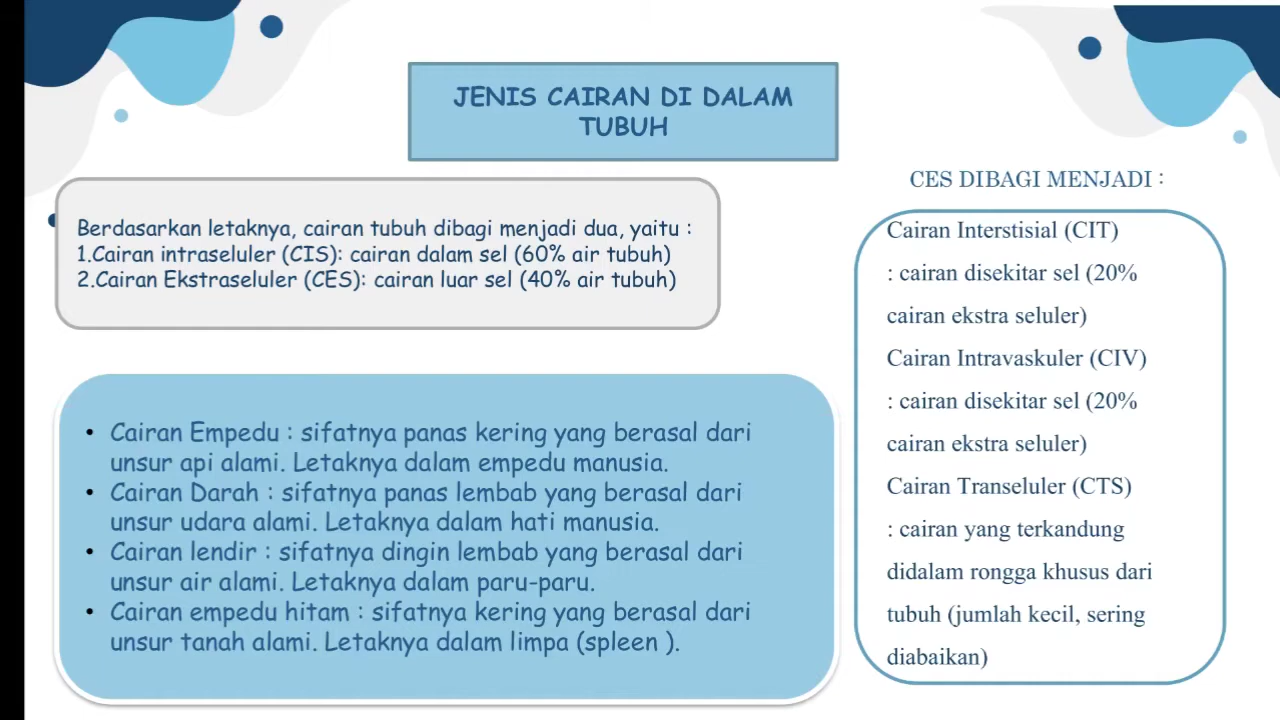 JENIS CAIRAN DI DALAM
TUBUH
Berdasarkan letaknya, cairan tubuh dibagi menjadi dua, yaitu :
1.Cairan intraseluler (CIS): cairan dalam sel (60% air tubuh)
2.Cairan Ekstraseluler (CES): cairan luar sel (40% air tubuh)
• Cairan Empedu : sifatnya panas kering yang berasal dari
unsur api alami. Letaknya dalam empedu manusia.
• Cairan Darah : sifatnya panas lembab yang berasal dari
unsur udara alami. Letaknya dalam hati manusia.
• Cairan lendir : sifatnya dingin lembab yang berasal dari
unsur air alami. Letaknya dalam paru-paru.
• Cairan empedu hitam : sifatnya kering yang berasal dari
unsur tanah alami. Letaknya dalam limpa (spleen ).
CES DIBAGI MENJADI :
Cairan Interstisial (CIT)
: cairan disekitar sel (20%
cairan ekstra seluler)
Cairan Intravaskuler (CIV)
: cairan disekitar sel (20%
cairan ekstra seluler)
Cairan Transeluler (CTS)
: cairan yang terkandung
didalam rongga khusus dari
tubuh (jumlah kecil, sering
diabaikan)